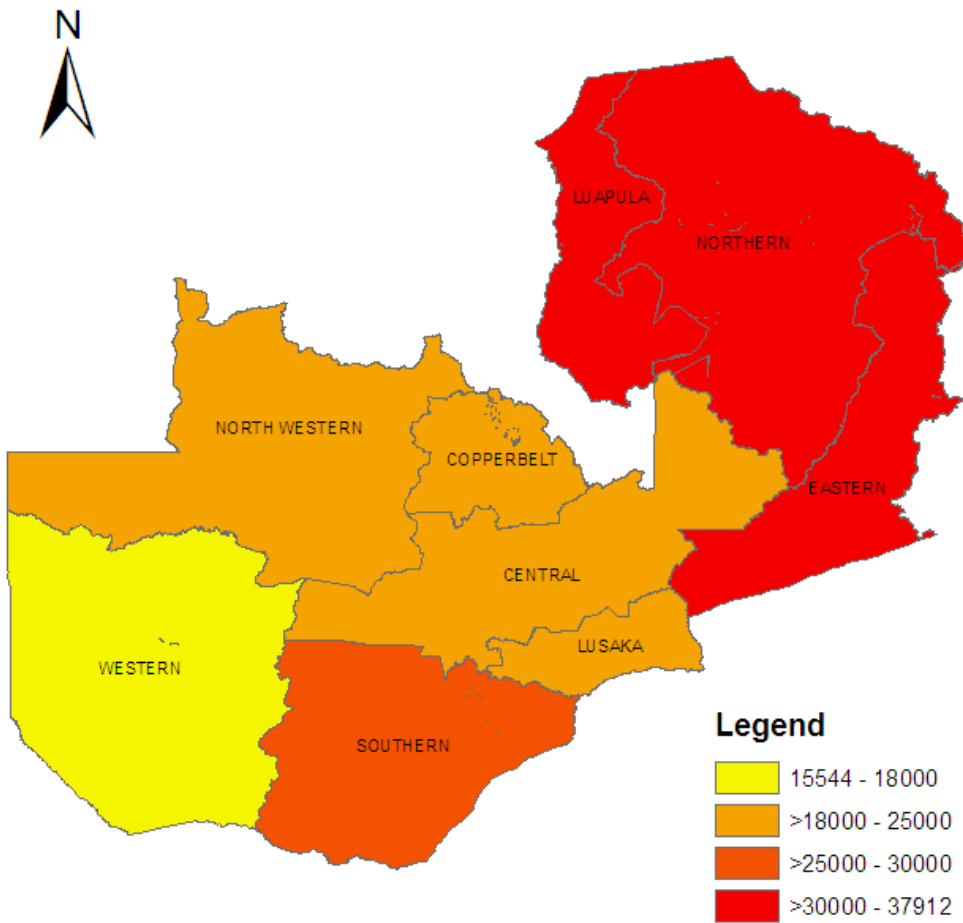 N
LUAPULA
NORTHERN
NORTH WESTERN
COPPERBELT
EASTERN
CENTRAL
LUSAKA
WESTERN
SOUTHERN
Legend
15544 - 18000
>18000 - 25000
>25000 - 30000
>30000 - 37912